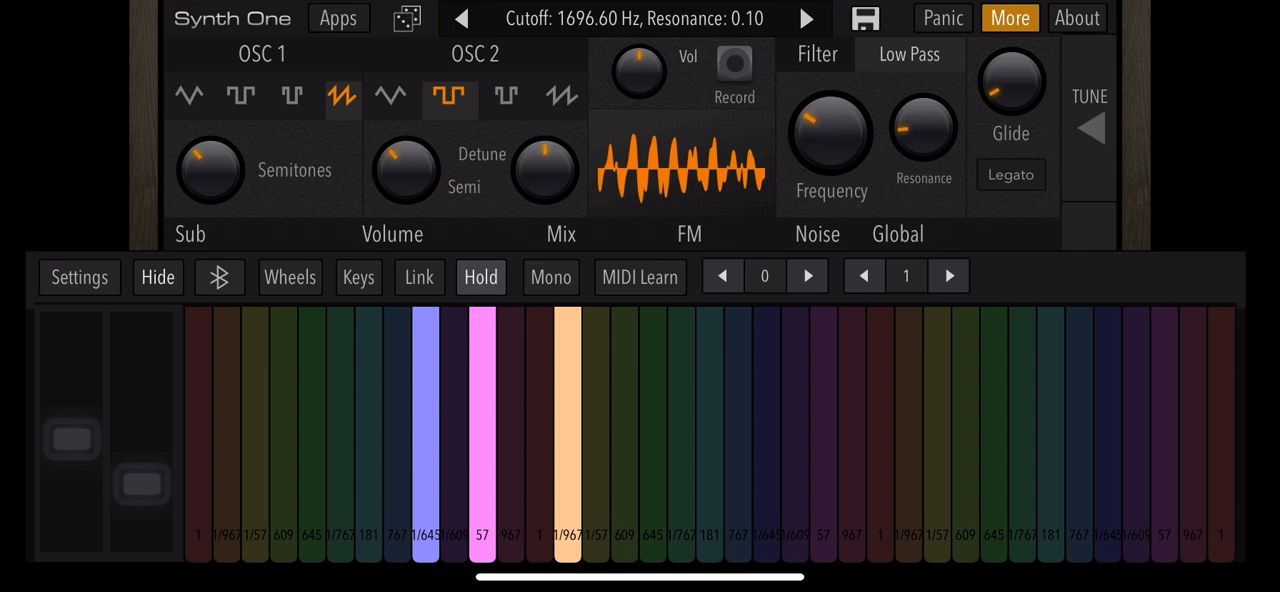 Synth One Apps Cutoff: 1696.60 Hz, Resonance: 0.10 Panic More About
OSC 1 OSC 2 Vol Filter Low Pass
Record TUNE
Glide
Semitones Detune
Semi Frequency Resonance Legato
Sub Volume Mix FM Noise Global
Settings Hide Wheels Keys Link Hold Mono MIDI Learn 0 1
1 1/967 1/57 609 645 1/767 181 767 1/645 1/609 57 967 1 1/967 1/57 609 645 1/767 181 767 1/645 1/609 57 967 1 1/967 1/57 609 645 1/767 181 767 1/645 1/609 57 967 1